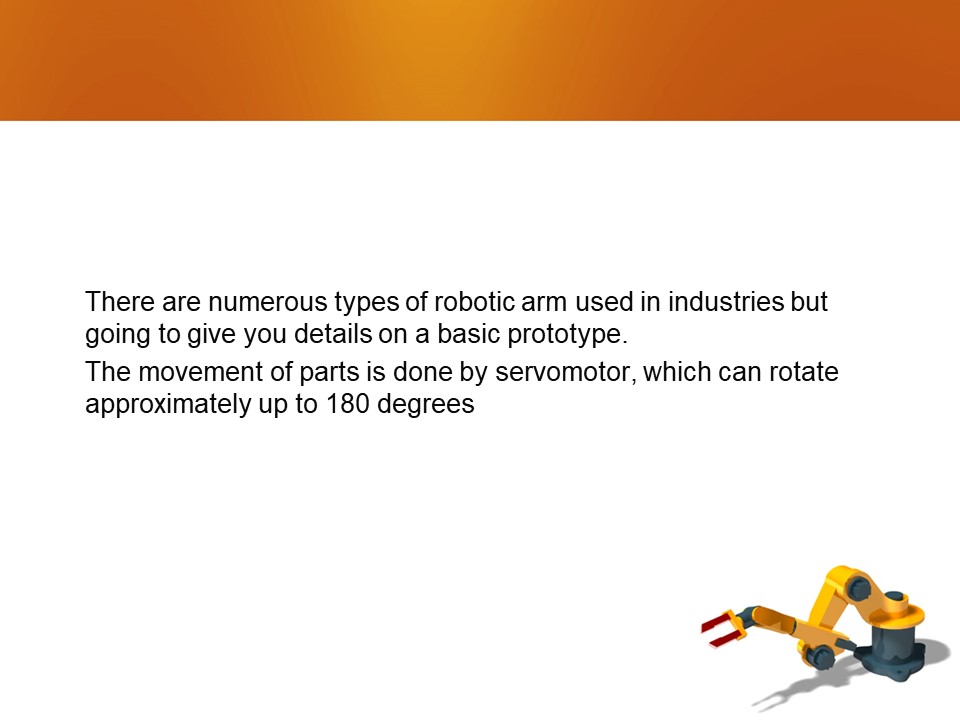 There are numerous types of robotic arm used in industries but
going to give you details on a basic prototype.
The movement of parts is done by servomotor, which can rotate
approximately up to 180 degrees